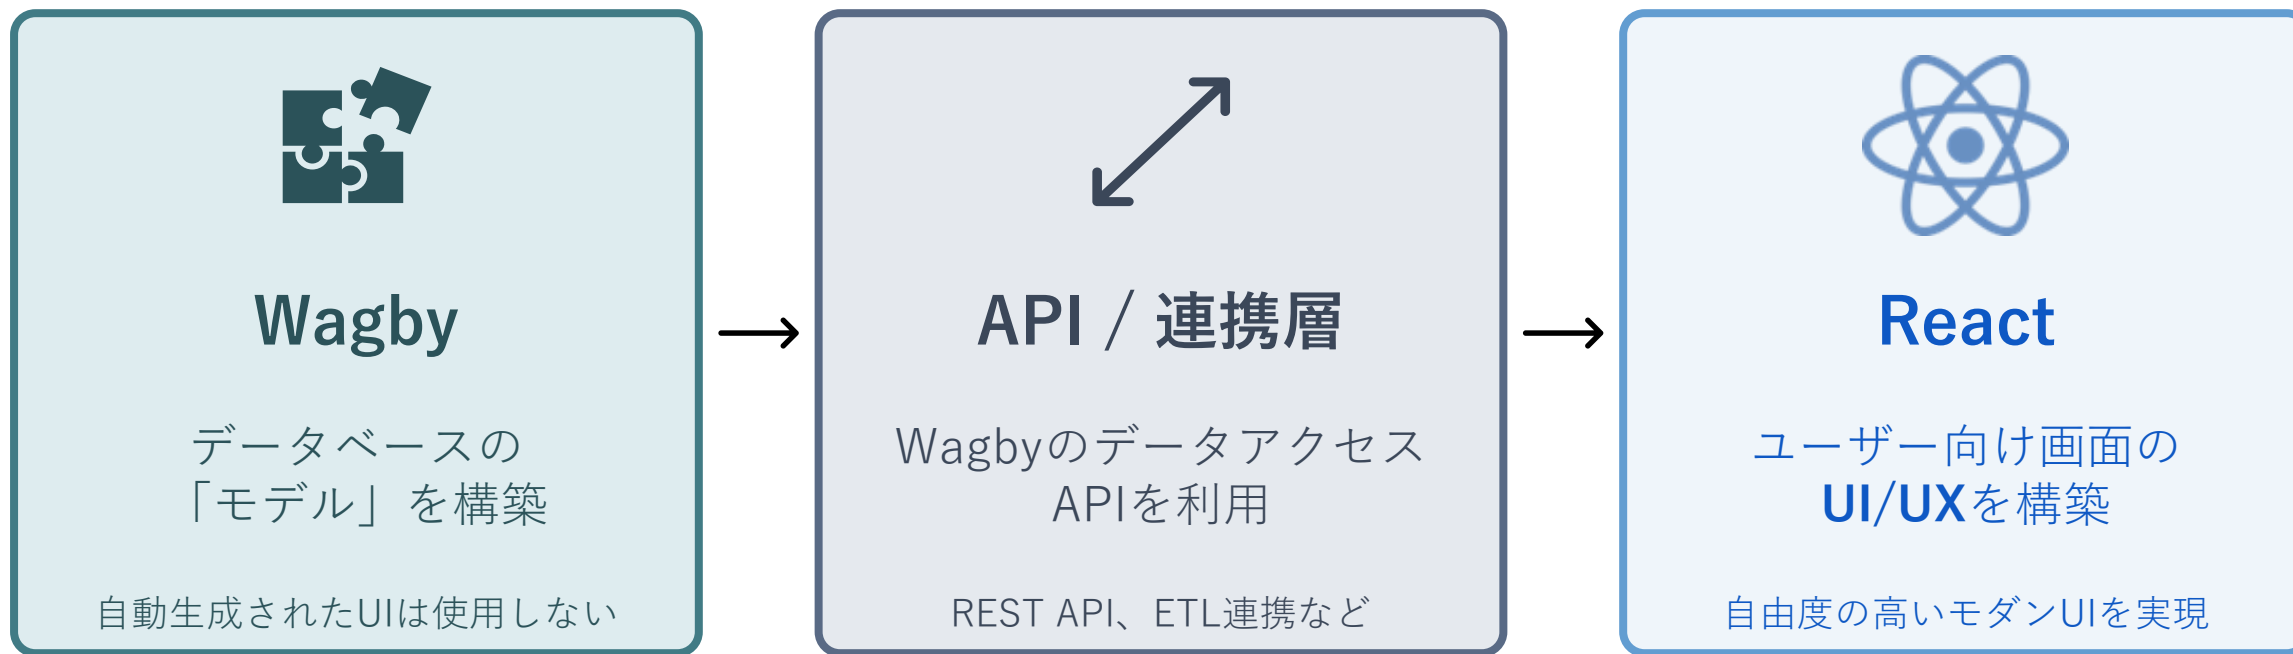 Wagby
データベースの
「モデル」を構築
自動生成されたUIは使用しない
API / 連携層
Wagbyのデータアクセス
APIを利用
REST API、ETL連携など
React
ユーザー向け画面の
UI/UXを構築
自由度の高いモダンUIを実現